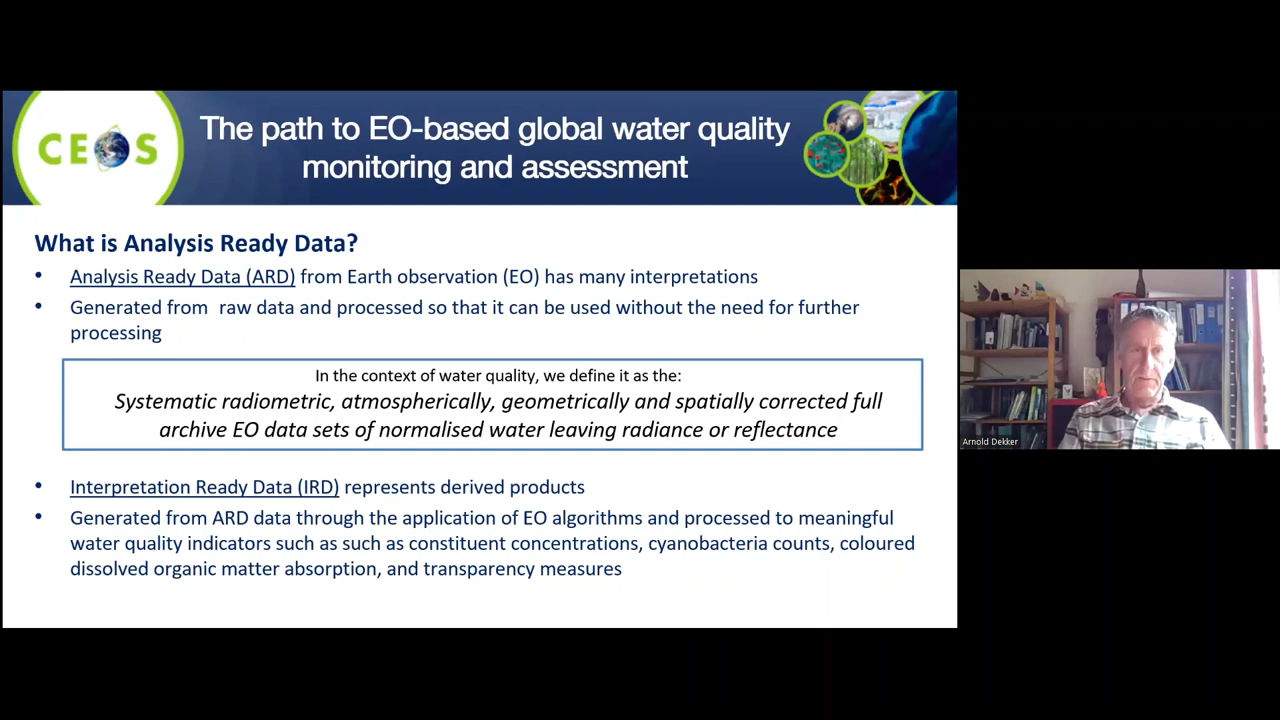 CEOS
The path to EO-based global water quality
monitoring and assessment
What is Analysis Ready Data?
• Analysis Ready Data (ARD) from Earth observation (EO) has many interpretations
• Generated from raw data and processed so that it can be used without the need for further
processing
In the context of water quality, we define it as the:
Systematic radiometric, atmospherically, geometrically and spatially corrected full
archive EO data sets of normalised water leaving radiance or reflectance
• Interpretation Ready Data (IRD) represents derived products
• Generated from ARD data through the application of EO algorithms and processed to meaningful
water quality indicators such as such as constituent concentrations, cyanobacteria counts, coloured
dissolved organic matter absorption, and transparency measures
Arnold Dekker